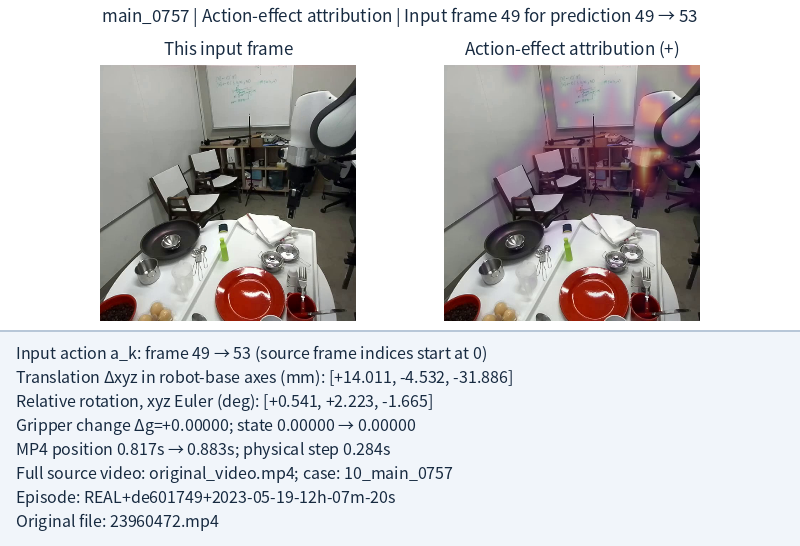 main_0757 | Action-effect attribution | Input frame 49 for prediction 49 → 53
This input frame
Action-effect attribution (+)
Input action a_k: frame 49 → 53 (source frame indices start at 0)
Translation Δxyz in robot-base axes (mm): [+14.011, -4.532, -31.886]
Relative rotation, xyz Euler (deg): [+0.541, +2.223, -1.665]
Gripper change Δg=+0.00000; state 0.00000 → 0.00000
MP4 position 0.817s → 0.883s; physical step 0.284s
Full source video: original_video.mp4; case: 10_main_0757
Episode: REAL+de601749+2023-05-19-12h-07m-20s
Original file: 23960472.mp4